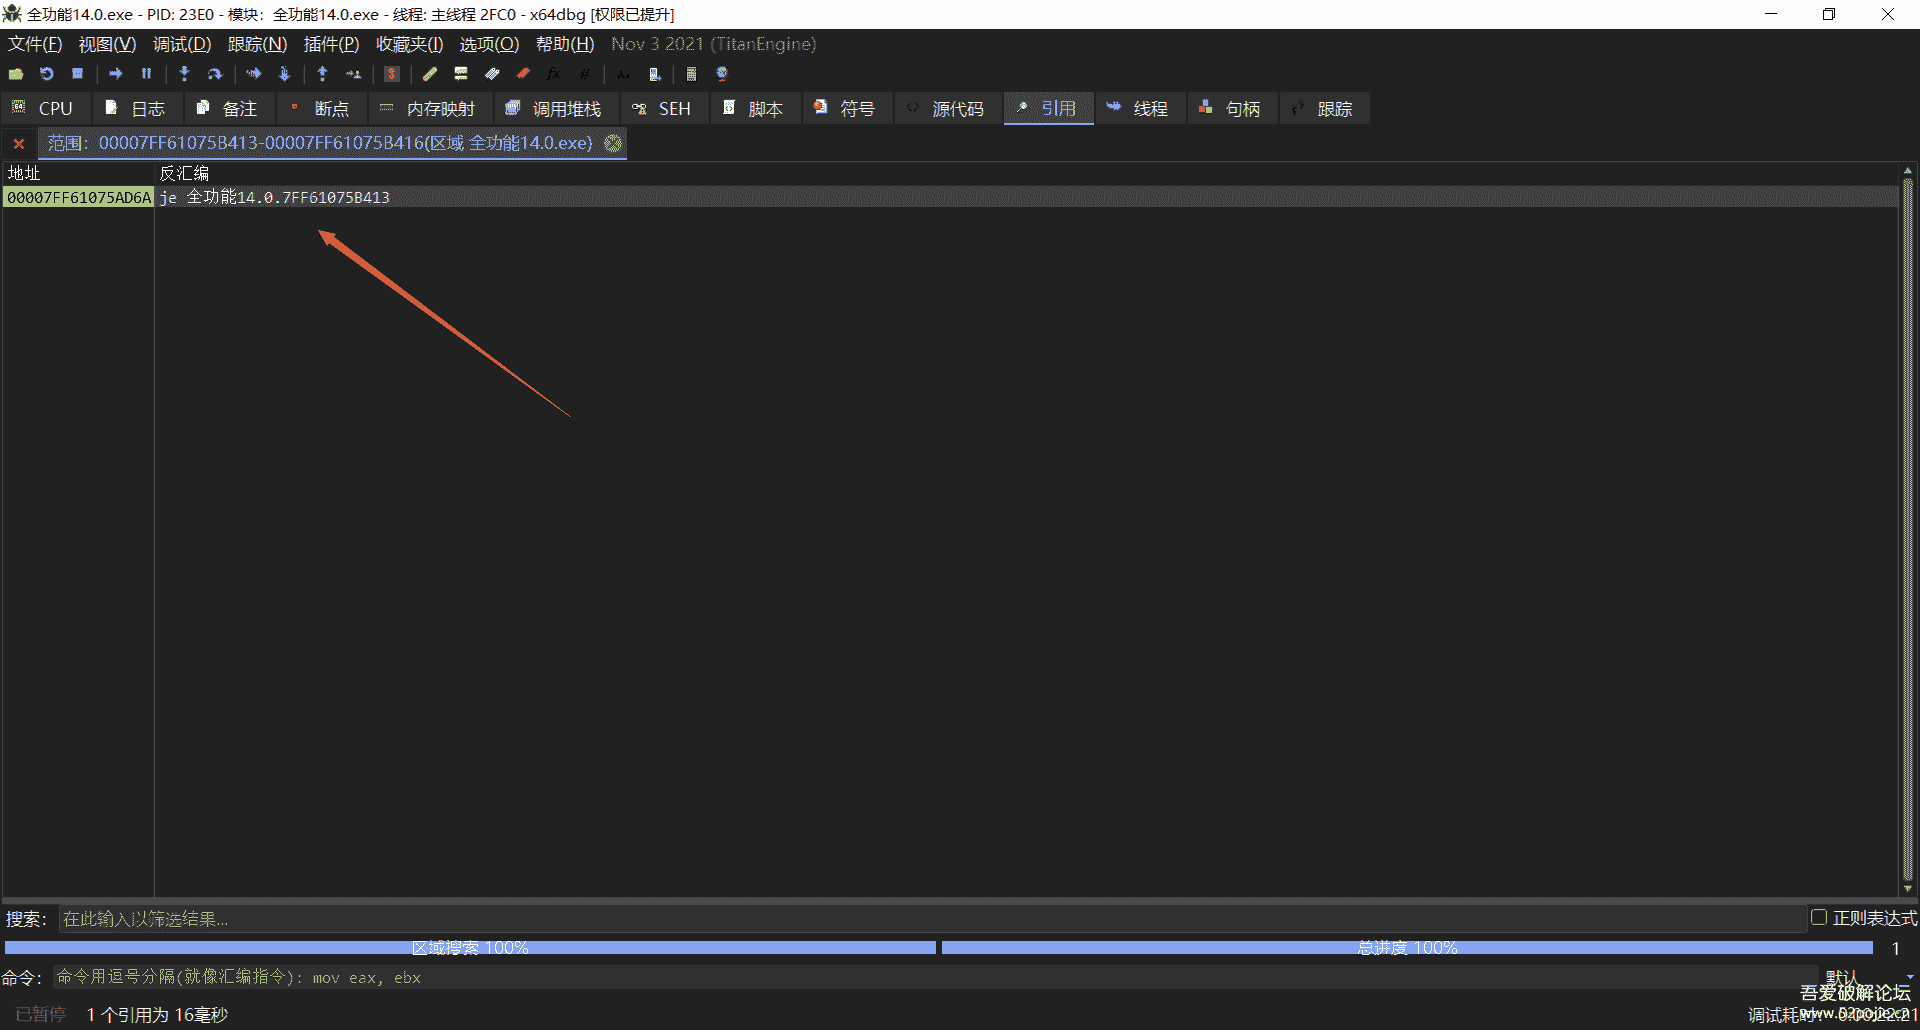 全功能14.0.exe - PID: 23E0 - 模块: 全功能14.0.exe - 线程: 主线程 2FC0 - x64dbg [权限已提升]
文件(F) 视图(V) 调试(D) 跟踪(N) 插件(P) 收藏夹(I) 选项(O) 帮助(H) Nov 3 2021 (TitanEngine)
CPU 日志 备注 断点 内存映射 调用堆栈 SEH 脚本 符号 源代码 引用 线程 句柄 跟踪
范围: 00007FF61075B413-00007FF61075B416(区域 全功能14.0.exe)
地址 反汇编
00007FF61075AD6A je 全功能14.0.7FF61075B413
搜索: 在此输入以筛选结果... 正则表达式
区域搜索 100% 总进度 100% 1
命令: 命令用逗号分隔(就像汇编指令): mov eax, ebx 默认
吾爱破解论坛
已暂停 1 个引用为 16毫秒 调试耗时:
www.52pojie.cn